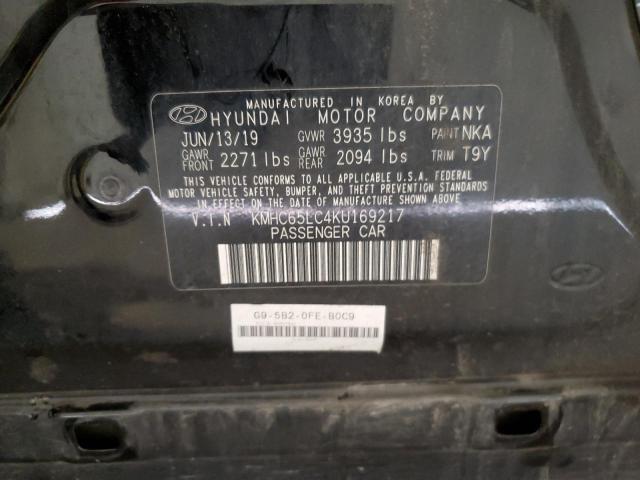 MANUFACTURED IN KOREA BY
HYUNDAI MOTOR COMPANY
JUN/13/19 GVWR 3935 lbs PAINT NKA
GAWR FRONT 2271 lbs GAWR REAR 2094 lbs TRIM T9Y
THIS VEHICLE CONFORMS TO ALL APPLICABLE U.S.A. FEDERAL
MOTOR VEHICLE SAFETY, BUMPER, AND THEFT PREVENTION STANDARDS
IN EFFECT ON THE DATE OF MANUFACTURE SHOWN ABOVE.
V.I.N KMHC65LC4KU169217
PASSENGER CAR
G9-5B2-0FE-B0C9